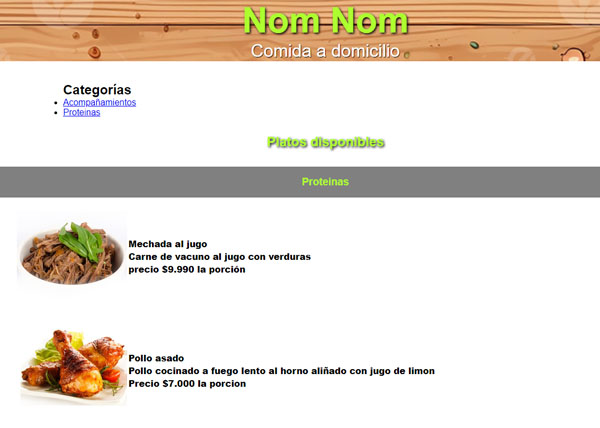 Nom Nom
Comida a domicilio
Categorías
Acompañamientos
Proteinas
Platos disponibles
Proteinas
Mechada al jugo
Carne de vacuno al jugo con verduras
precio $9.990 la porción
Pollo asado
Pollo cocinado a fuego lento al horno aliñado con jugo de limon
Precio $7.000 la porcion